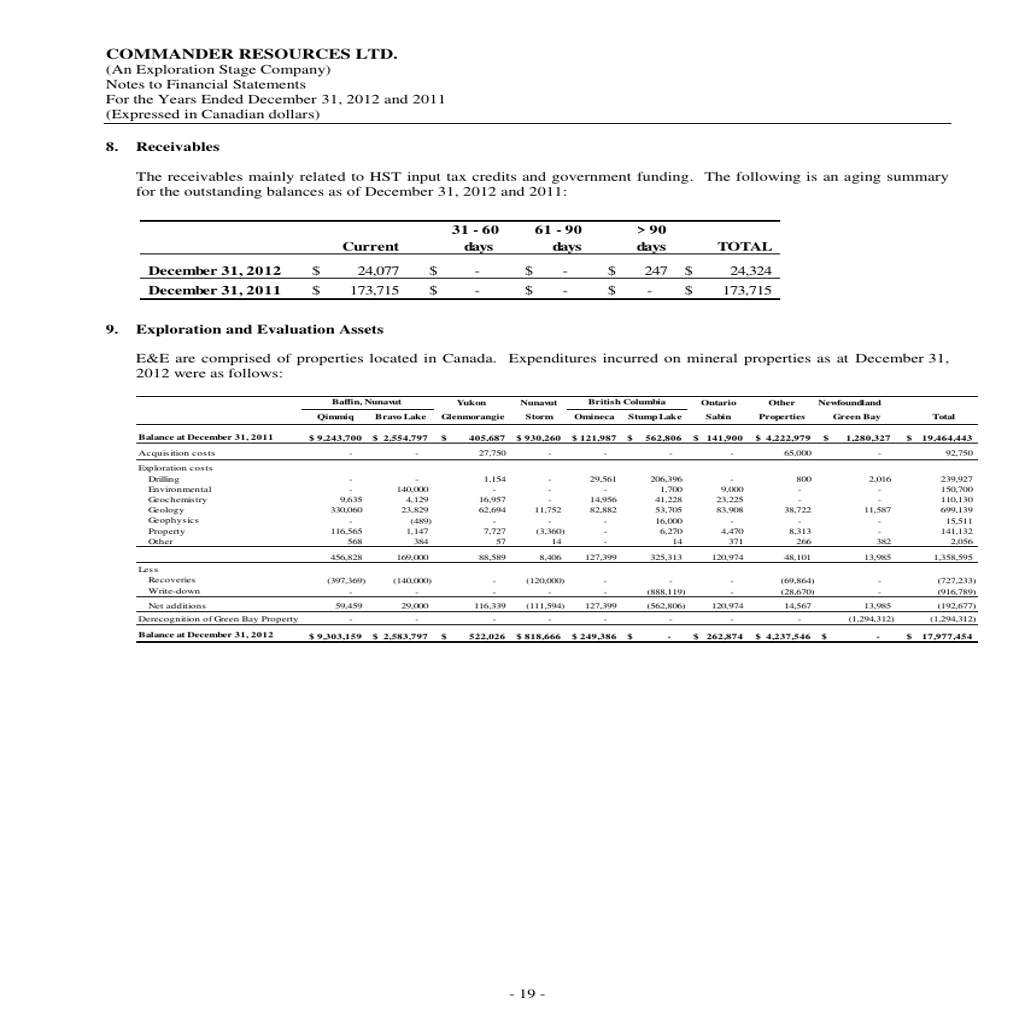 COMMANDER RESOURCES LTD.
(An Exploration Stage Company)
Notes to Financial Statements
For the Years Ended December 31, 2012 and 2011
(Expressed in Canadian dollars)
8. Receivables
The receivables mainly related to HST input tax credits and government funding. The following is an aging summary
for the outstanding balances as of December 31, 2012 and 2011:
31 - 60 61 - 90 > 90
Current days days days TOTAL
December 31, 2012 $ 24,077 $ - $ - $ 247 $ 24,324
December 31, 2011 $ 173,715 $ - $ - $ - $ 173,715
9. Exploration and Evaluation Assets
E&E are comprised of properties located in Canada. Expenditures incurred on mineral properties as at December 31,
2012 were as follows:
Baffin, Nunavut Yukon Nunavut British Columbia Ontario Other Newfoundland
Qimmiq Bravo Lake Glenmorangie Storm Omineca Stump Lake Sabin Properties Green Bay Total
Balance at December 31, 2011 $ 9,243,700 $ 2,554,797 $ 405,687 $ 930,260 $ 121,987 $ 562,806 $ 141,900 $ 4,222,979 $ 1,280,327 $ 19,464,443
Acquisition costs - - 27,750 - - - - 65,000 - 92,750
Exploration costs
Drilling - - 1,154 - 29,561 206,396 - 800 2,016 239,927
Environmental - 140,000 - - - 1,700 9,000 - - 150,700
Geochemistry 9,635 4,129 16,957 - 14,956 41,228 23,225 - - 110,130
Geology 330,060 23,829 62,694 11,752 82,882 53,705 83,908 38,722 11,587 699,139
Geophysics - (489) - - - 16,000 - - - 15,511
Property 116,565 1,147 7,727 (3,360) - 6,270 4,470 8,313 - 141,132
Other 568 384 57 14 - 14 371 266 382 2,056
456,828 169,000 88,589 8,406 127,399 325,313 120,974 48,101 13,985 1,358,595
Less
Recoveries (397,369) (140,000) - (120,000) - - - (69,864) - (727,233)
Write-down - - - - - (888,119) - (28,670) - (916,789)
Net additions 59,459 29,000 116,339 (111,594) 127,399 (562,806) 120,974 14,567 13,985 (192,677)
Derecognition of Green Bay Property - - - - - - - - (1,294,312) (1,294,312)
Balance at December 31, 2012 $ 9,303,159 $ 2,583,797 $ 522,026 $ 818,666 $ 249,386 $ - $ 262,874 $ 4,237,546 $ - $ 17,977,454
- 19 -